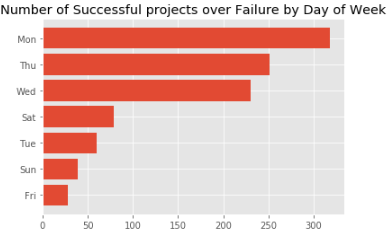 Number of Successful projects over Failure by Day of Week
Mon
Thu
Wed
Sat
Tue
Sun
Fri
0 50 100 150 200 250 300